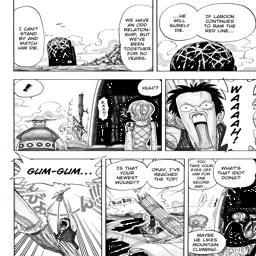 I CAN'T
STAND
BY AND
WATCH
HIM DIE.
WE HAVE
AN ODD
RELATION-
SHIP, BUT
WE'VE BEEN
TOGETHER
FOR 50
YEARS.
...HE
WILL
SURELY
DIE.
IF LABOON
CONTINUES
TO RAM
THE RED
LINE...
!
HUH!?
WAAAAH!
GUM-GUM...
IS THAT
YOUR
NEWEST
WOUND?
OKAY, I'VE
REACHED
THE TOP!
YOU
TAKE YOUR
EYES OFF
HIM FOR
ONE
SECOND
AND...
WHAT'S
THAT
IDIOT
DOING?
MAYBE
HE LIKES
MOUNTAIN
CLIMBING.